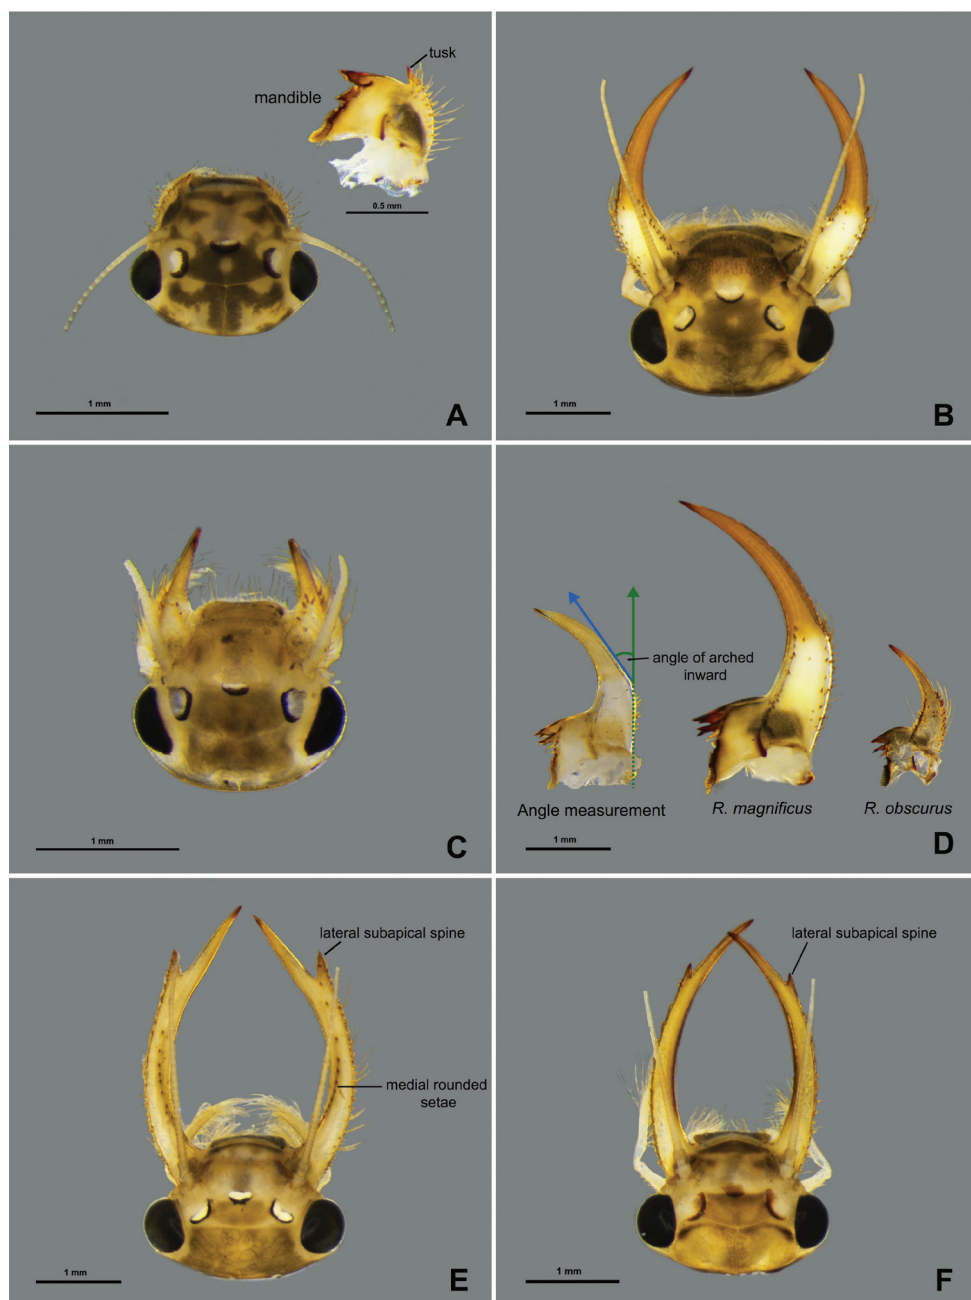 tusk
mandible
0.5 mm
1 mm
A
1 mm
B
1 mm
C
angle of arched
inward
Angle measurement
R. magnificus
R. obscurus
1 mm
D
lateral subapical spine
medial rounded
setae
1 mm
E
lateral subapical spine
1 mm
F